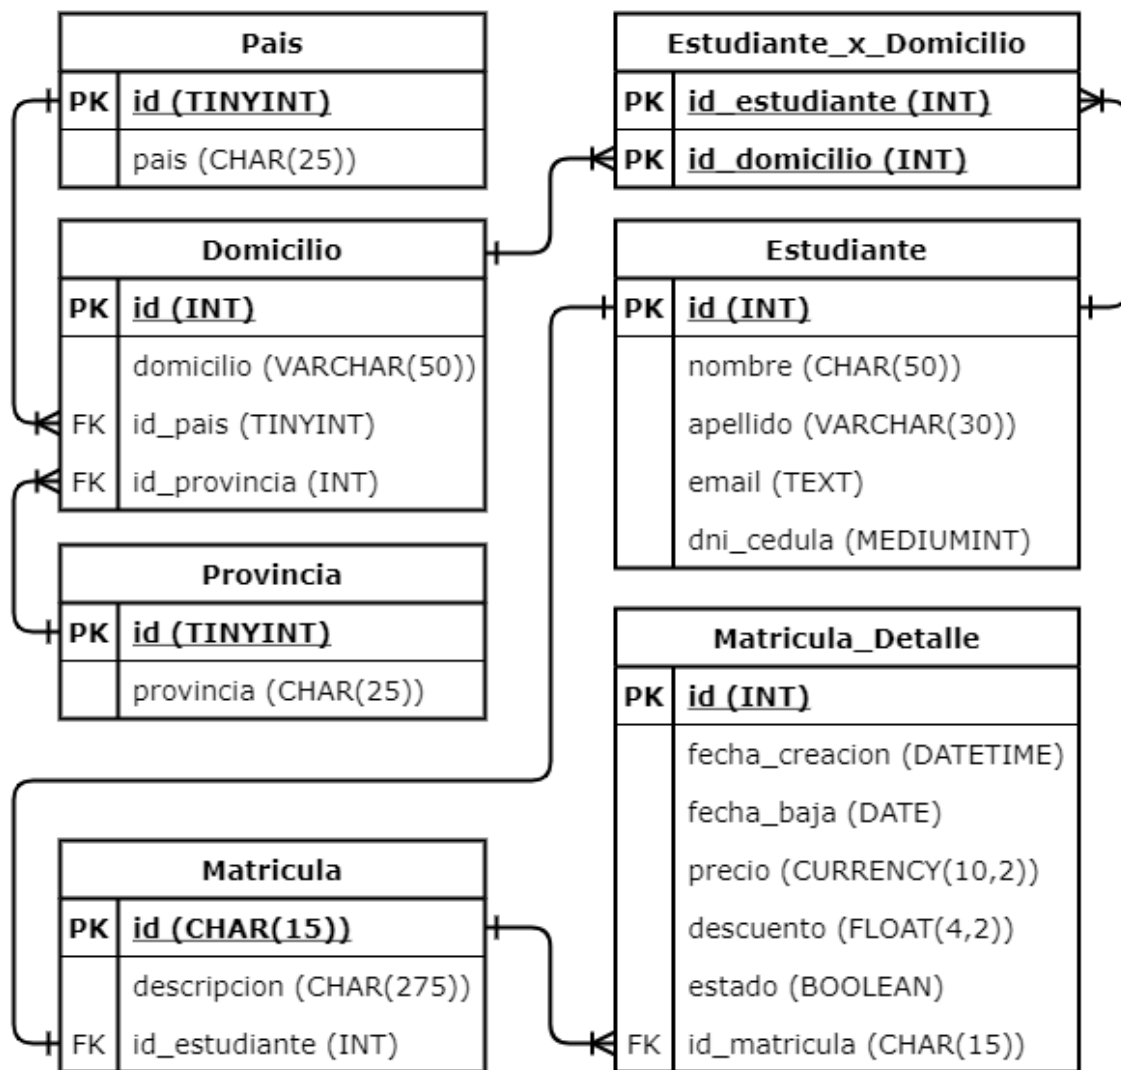 Pais
PK id (TINYINT)
pais (CHAR(25))
Domicilio
PK id (INT)
domicilio (VARCHAR(50))
FK id_pais (TINYINT)
FK id_provincia (INT)
Provincia
PK id (TINYINT)
provincia (CHAR(25))
Matricula
PK id (CHAR(15))
descripcion (CHAR(275))
FK id_estudiante (INT)
Estudiante_x_Domicilio
PK id_estudiante (INT)
PK id_domicilio (INT)
Estudiante
PK id (INT)
nombre (CHAR(50))
apellido (VARCHAR(30))
email (TEXT)
dni_cedula (MEDIUMINT)
Matricula_Detalle
PK id (INT)
fecha_creacion (DATETIME)
fecha_baja (DATE)
precio (CURRENCY(10,2))
descuento (FLOAT(4,2))
estado (BOOLEAN)
FK id_matricula (CHAR(15))